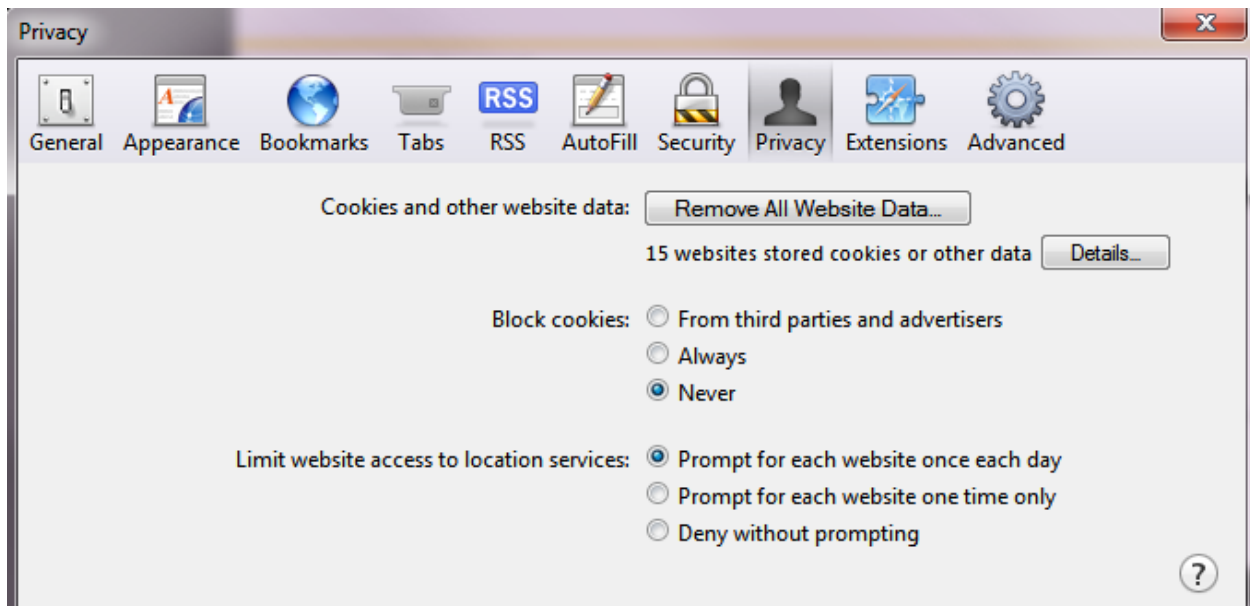 Privacy
RSS
General Appearance Bookmarks Tabs RSS AutoFill Security Privacy Extensions Advanced
Cookies and other website data: Remove All Website Data...
15 websites stored cookies or other data Details...
Block cookies: From third parties and advertisers
Always
Never
Limit website access to location services: Prompt for each website once each day
Prompt for each website one time only
Deny without prompting
?